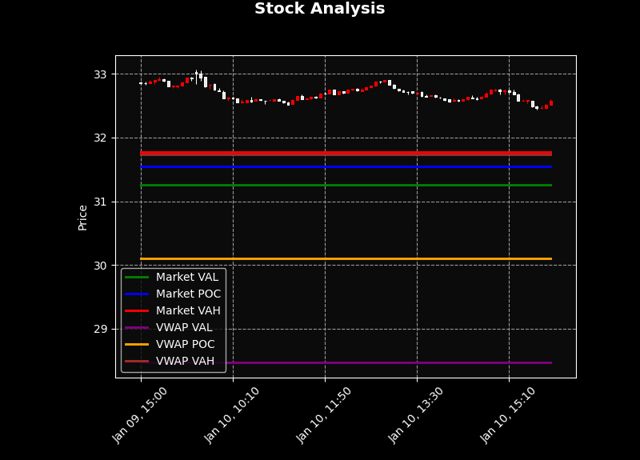 Stock Analysis
33
32
31
30
29
Price
Market VAL
Market POC
Market VAH
VWAP VAL
VWAP POC
VWAP VAH
Jan 09, 15:00
Jan 10, 10:10
Jan 10, 11:50
Jan 10, 13:30
Jan 10, 15:10